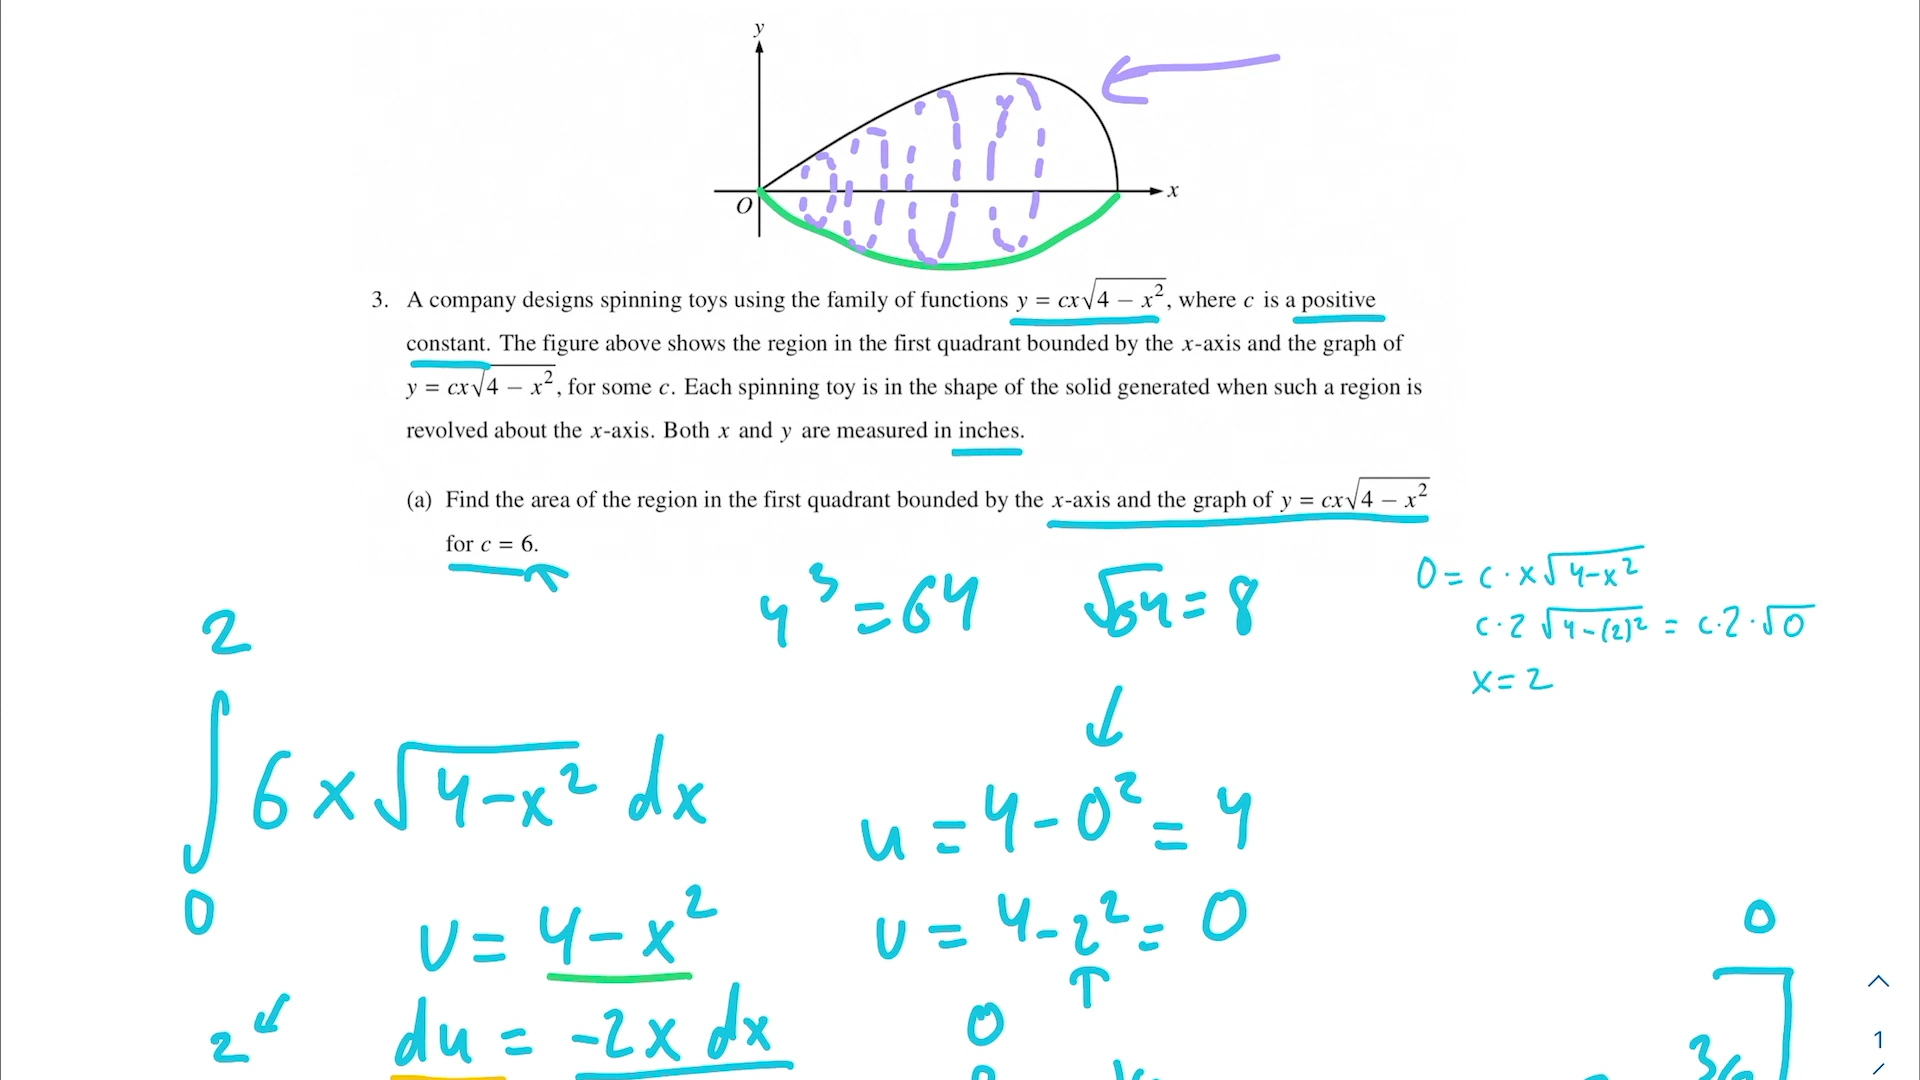 y
x
O
3. A company designs spinning toys using the family of functions y = cx√(4 − x²), where c is a positive
constant. The figure above shows the region in the first quadrant bounded by the x-axis and the graph of
y = cx√(4 − x²), for some c. Each spinning toy is in the shape of the solid generated when such a region is
revolved about the x-axis. Both x and y are measured in inches.
(a) Find the area of the region in the first quadrant bounded by the x-axis and the graph of y = cx√(4 − x²)
for c = 6.
4³ = 64
√64 = 8
0 = c · x√(4-x²)
c · 2 √(4-(2)²) = c · 2 · √0
x = 2
2
∫ 6x√(4-x²) dx
0
u = 4 - 0² = 4
u = 4 - x²
u = 4 - 2² = 0
0
2
du = -2x dx
0
1